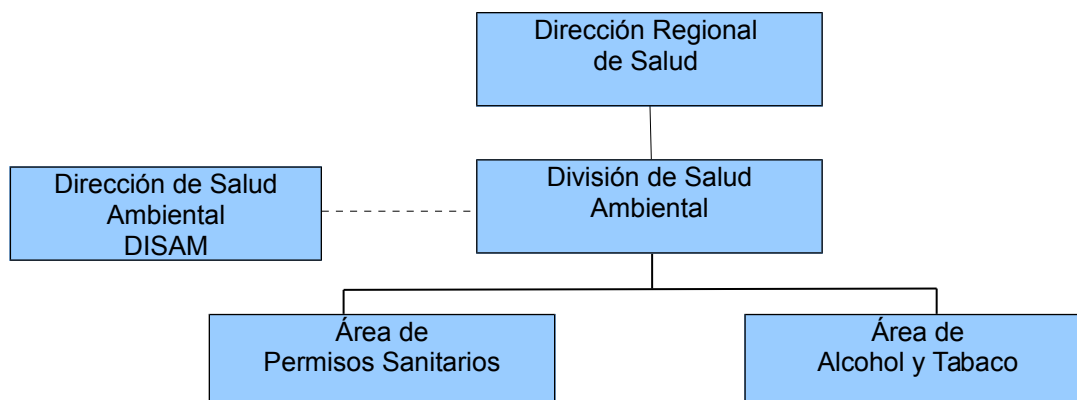 Dirección Regional
de Salud
Dirección de Salud
Ambiental
DISAM
División de Salud
Ambiental
Área de
Permisos Sanitarios
Área de
Alcohol y Tabaco